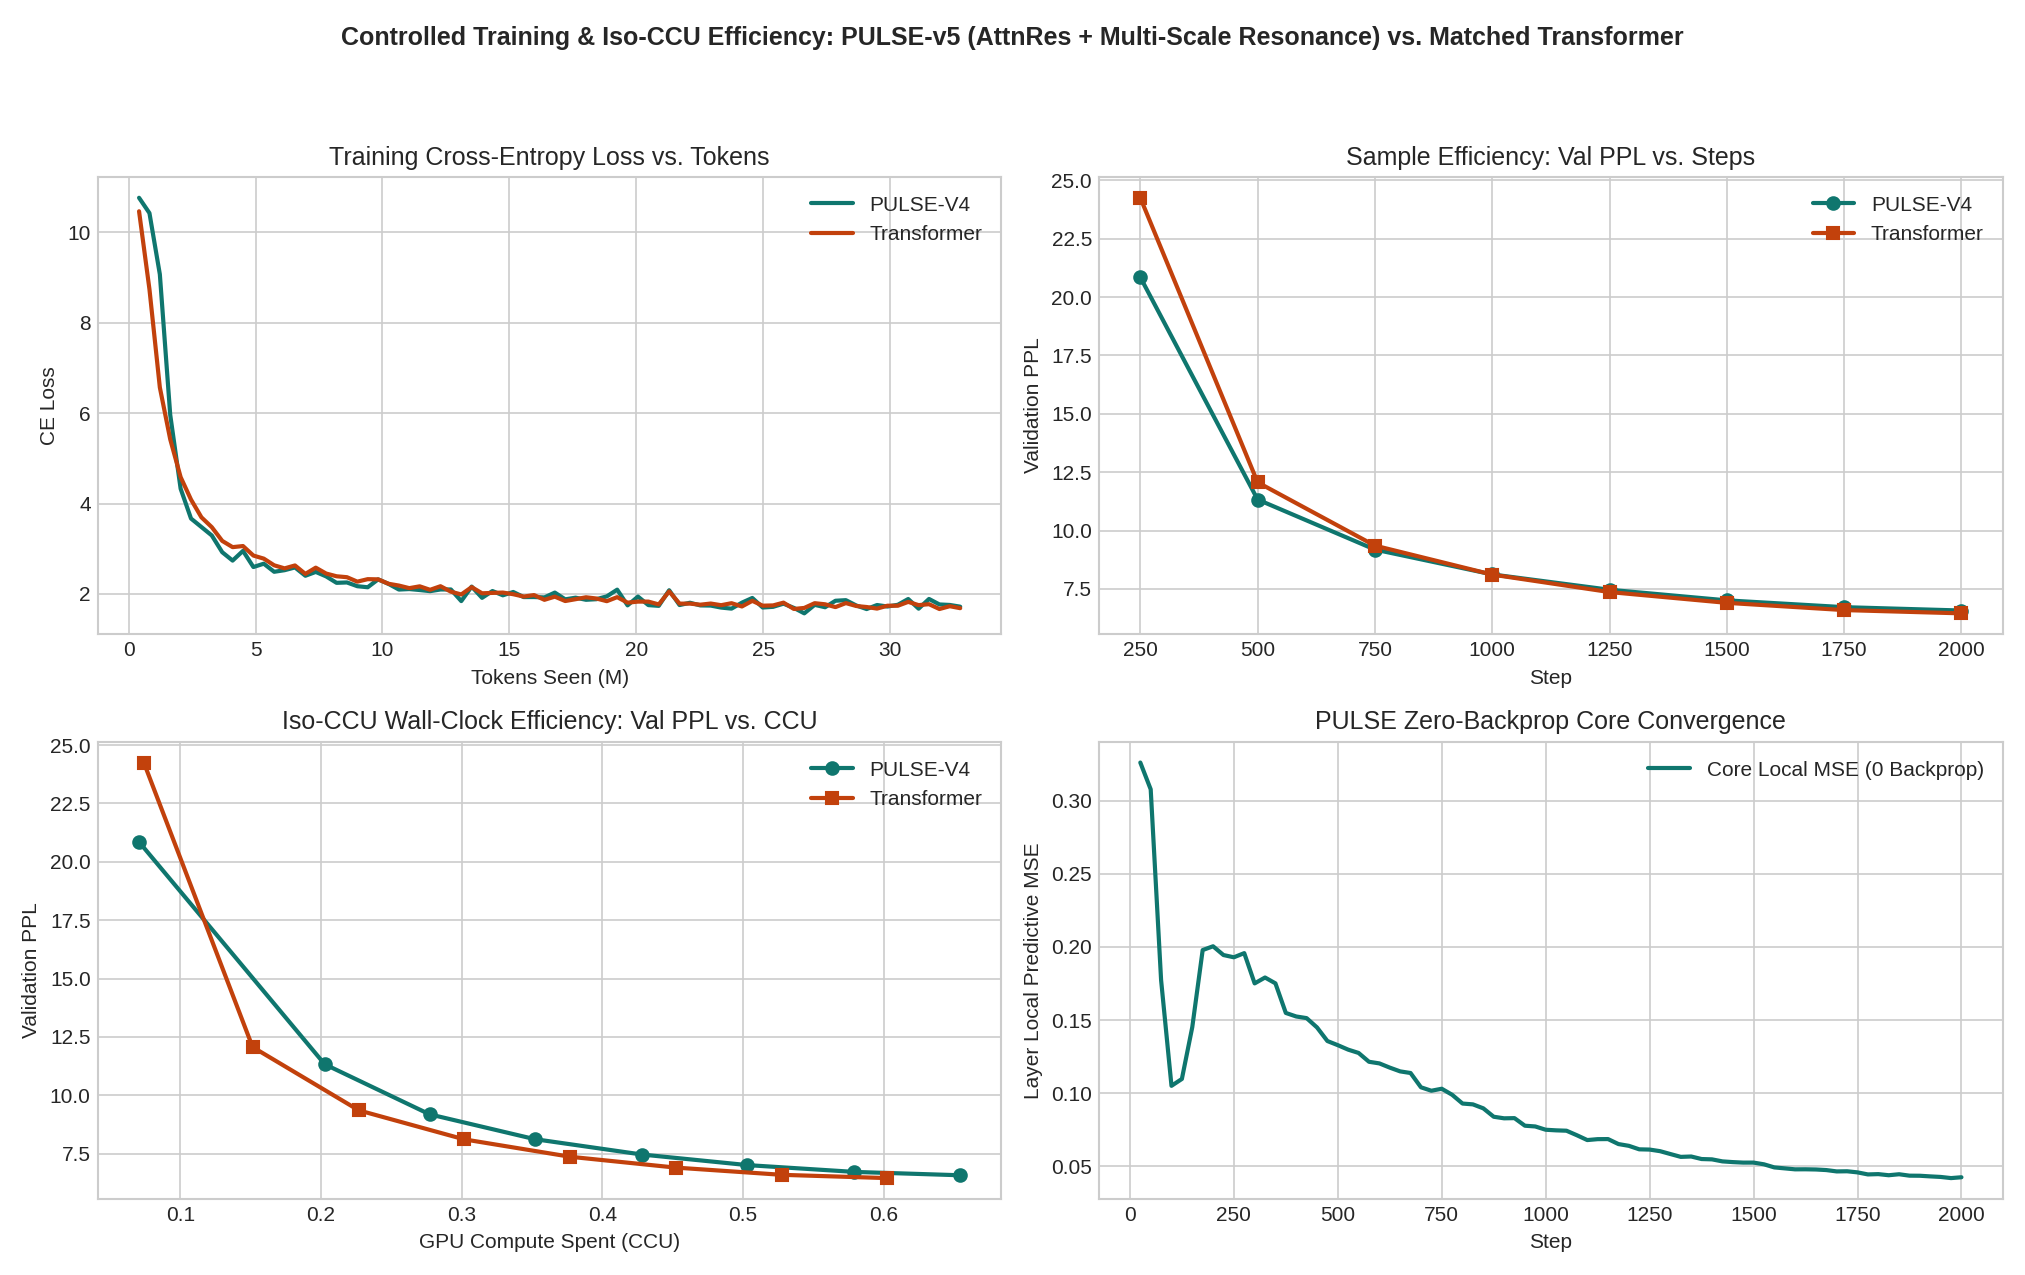 Controlled Training & Iso-CCU Efficiency: PULSE-v5 (AttnRes + Multi-Scale Resonance) vs. Matched Transformer
Training Cross-Entropy Loss vs. Tokens
PULSE-V4
Transformer
CE Loss
10
8
6
4
2
0 5 10 15 20 25 30
Tokens Seen (M)
Sample Efficiency: Val PPL vs. Steps
PULSE-V4
Transformer
Validation PPL
25.0
22.5
20.0
17.5
15.0
12.5
10.0
7.5
250 500 750 1000 1250 1500 1750 2000
Step
Iso-CCU Wall-Clock Efficiency: Val PPL vs. CCU
PULSE-V4
Transformer
Validation PPL
25.0
22.5
20.0
17.5
15.0
12.5
10.0
7.5
0.1 0.2 0.3 0.4 0.5 0.6
GPU Compute Spent (CCU)
PULSE Zero-Backprop Core Convergence
Core Local MSE (0 Backprop)
Layer Local Predictive MSE
0.30
0.25
0.20
0.15
0.10
0.05
0 250 500 750 1000 1250 1500 1750 2000
Step